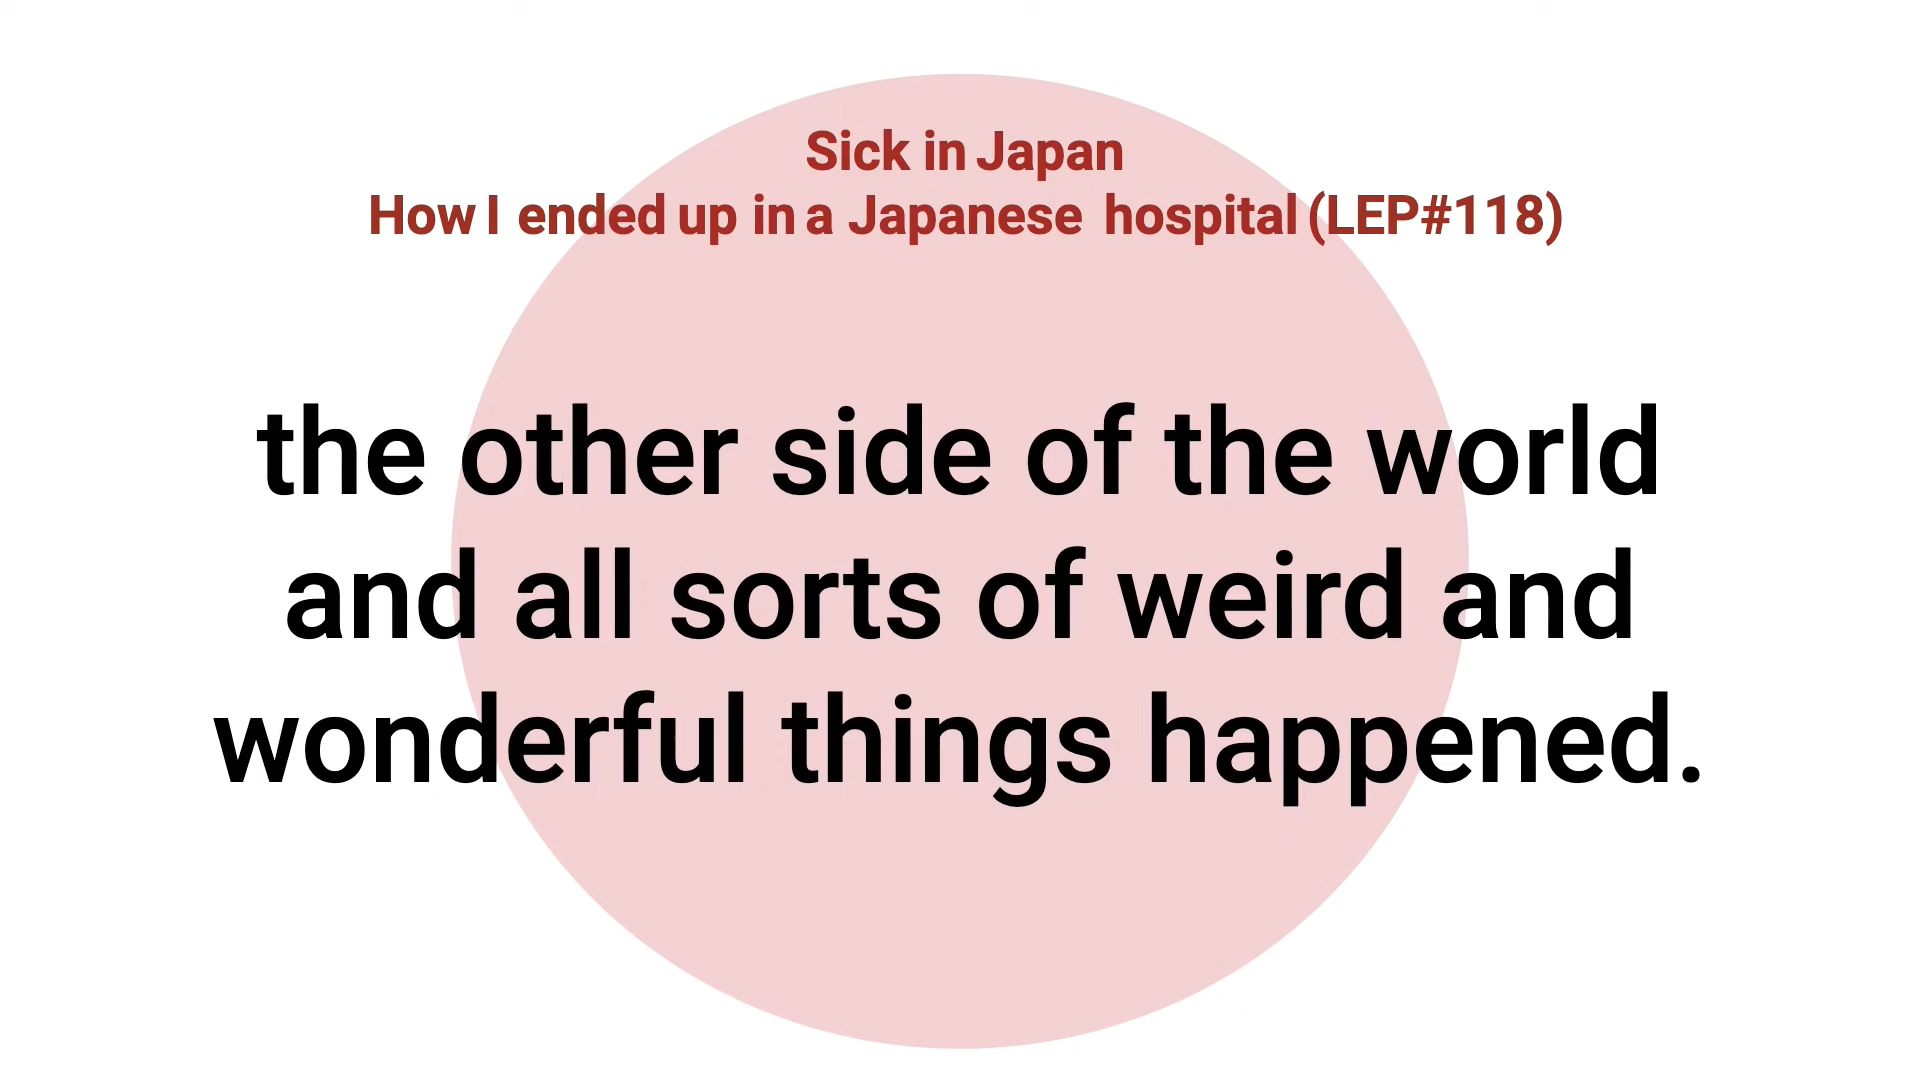 Sick in Japan
How I ended up in a Japanese hospital (LEP#118)
the other side of the world
and all sorts of weird and
wonderful things happened.